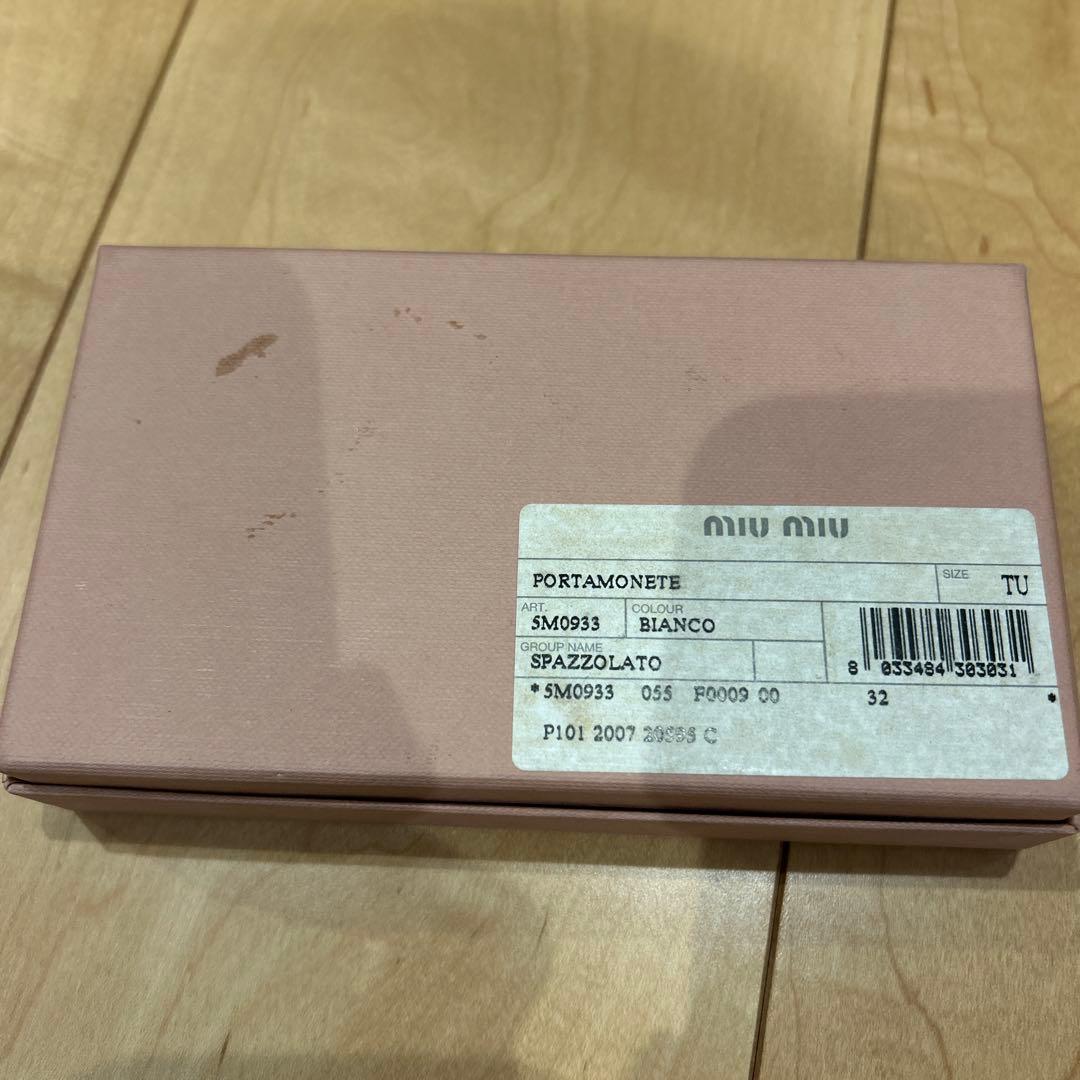 miu miu
PORTAMONETE SIZE TU
ART. COLOUR
5M0933 BIANCO
GROUP NAME
SPAZZOLATO
8 033484 303031
*5M0933 055 F0009 00 32 *
P101 2007 C